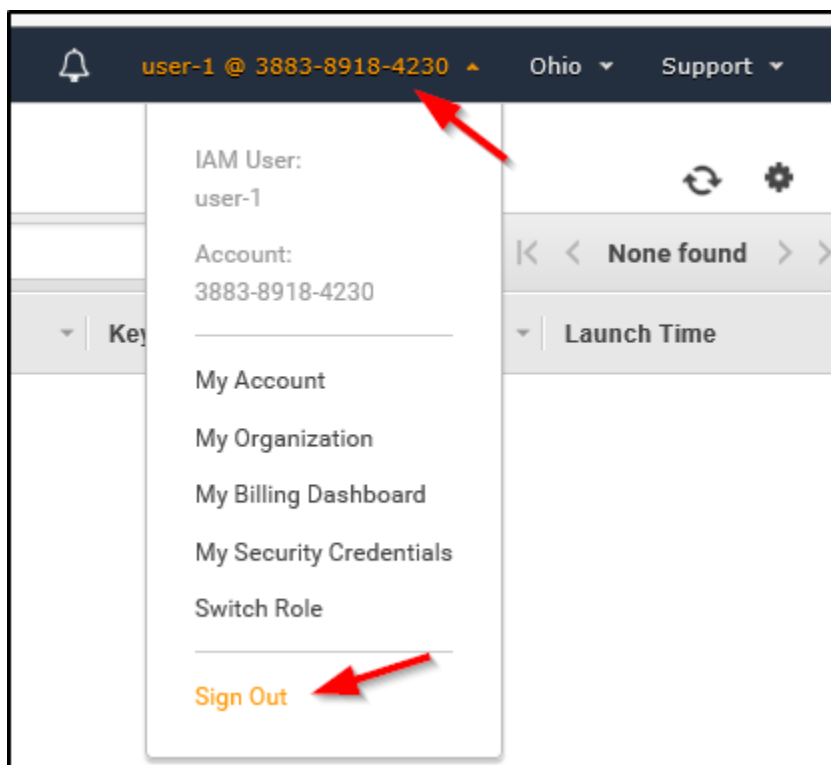 user-1 @ 3883-8918-4230 Ohio Support
IAM User:
user-1
Account:
3883-8918-4230
None found
Key
Launch Time
My Account
My Organization
My Billing Dashboard
My Security Credentials
Switch Role
Sign Out